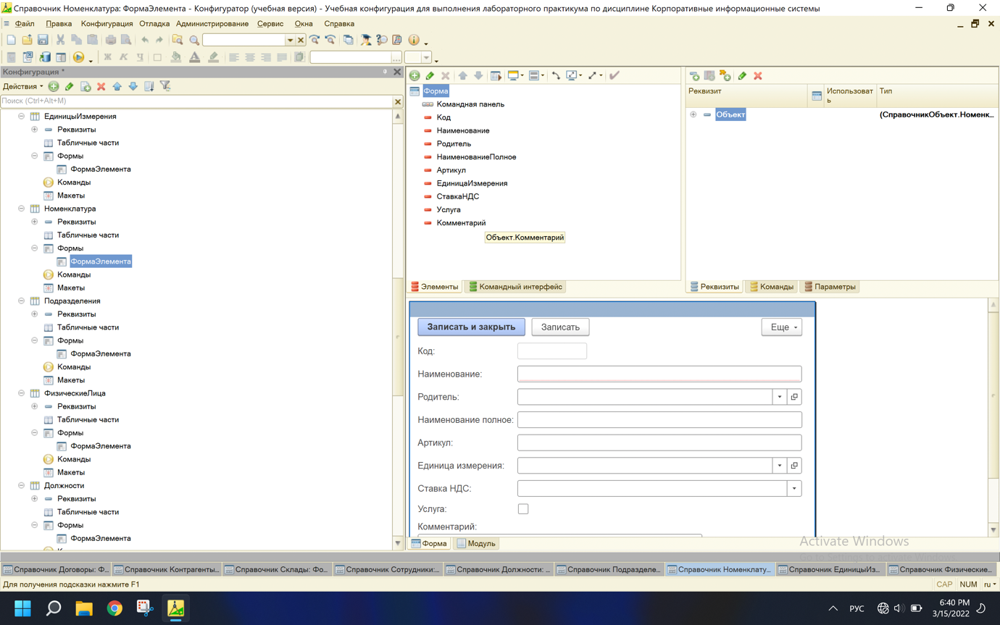 Справочник Номенклатура: ФормаЭлемента - Конфигуратор (учебная версия) - Учебная конфигурация для выполнения лабораторного практикума по дисциплине Корпоративные информационные системы
Файл Правка Конфигурация Отладка Администрирование Сервис Окна Справка
Ж К Ч
Конфигурация *
Действия
Поиск (Ctrl+Alt+M)
ЕдиницыИзмерения
Реквизиты
Табличные части
Формы
ФормаЭлемента
Команды
Макеты
Номенклатура
Реквизиты
Табличные части
Формы
ФормаЭлемента
Команды
Макеты
Подразделения
Реквизиты
Табличные части
Формы
ФормаЭлемента
Команды
Макеты
ФизическиеЛица
Реквизиты
Табличные части
Формы
ФормаЭлемента
Команды
Макеты
Должности
Реквизиты
Табличные части
Формы
ФормаЭлемента
Форма
Командная панель
Код
Наименование
Родитель
НаименованиеПолное
Артикул
ЕдиницаИзмерения
СтавкаНДС
Услуга
Комментарий
Объект.Комментарий
Элементы Командный интерфейс
Реквизит Использоват
ь Тип
Объект (СправочникОбъект.Номенк...
Реквизиты Команды Параметры
Записать и закрыть Записать Еще
Код:
Наименование:
Родитель:
Наименование полное:
Артикул:
Единица измерения:
Ставка НДС:
Услуга:
Комментарий:
Форма Модуль
Activate Windows
Go to Settings to activate Windows.
Справочник Договоры: Ф... Справочник Контрагенты... Справочник Склады: Фо... Справочник Сотрудники:... Справочник Должности: ... Справочник Подразделе... Справочник Номенклату... Справочник ЕдиницыИз... Справочник Физические...
Для получения подсказки нажмите F1
CAP NUM ru
РУС
6:40 PM
3/15/2022